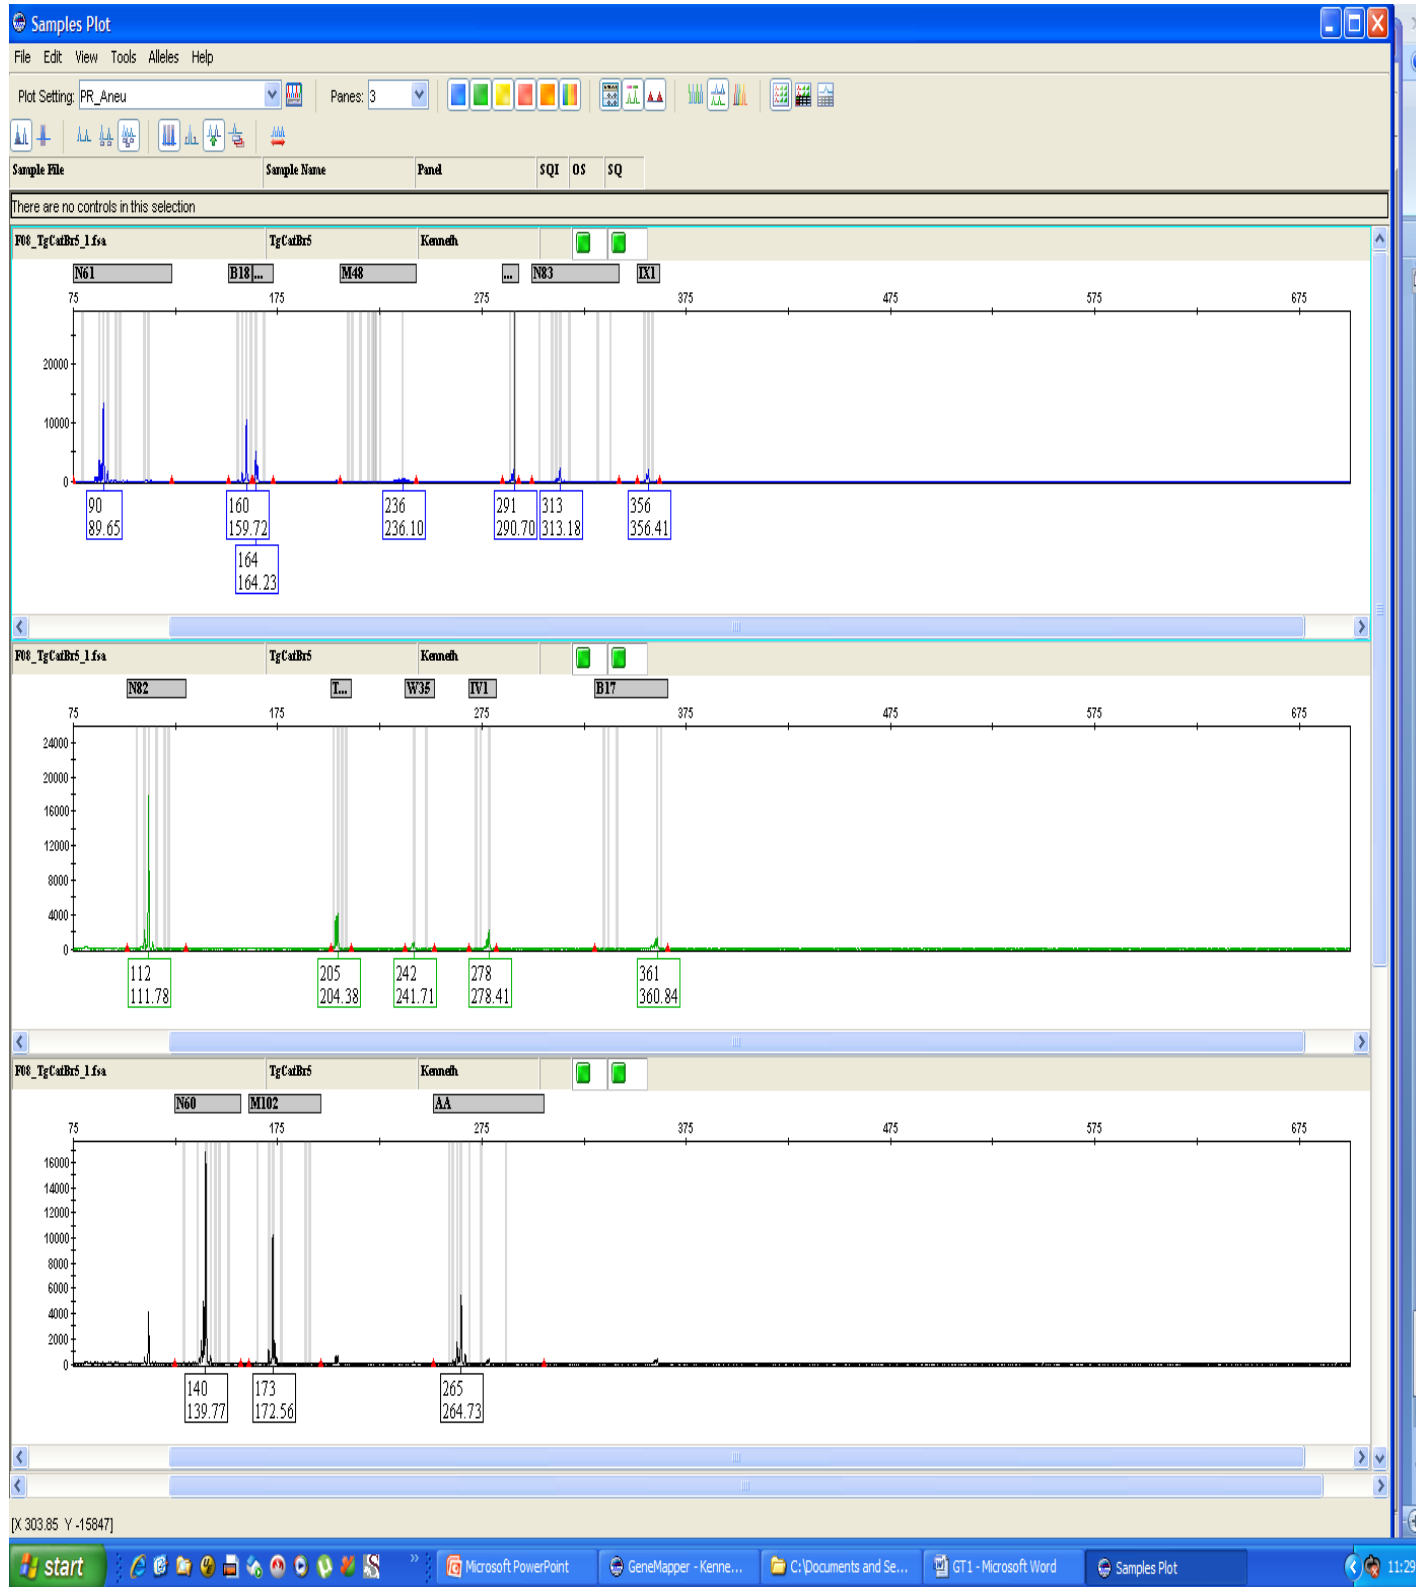 Samples Plot
File Edit View Tools Alleles Help
Plot Setting: PR_Aneu Panes: 3
Sample File Sample Name Panel SQI OS SQ
There are no controls in this selection
F08_TgCatBr5_1.fsa TgCatBr5 Kenneth
N61 B18 ... M48 ... N83 IX1
75 175 275 375 475 575 675
20000
10000
0
90 160 236 291 313 356
89.65 159.72 236.10 290.70 313.18 356.41
164
164.23
F08_TgCatBr5_1.fsa TgCatBr5 Kenneth
N82 T... W35 IV1 B17
75 175 275 375 475 575 675
24000
20000
16000
12000
8000
4000
0
112 205 242 278 361
111.78 204.38 241.71 278.41 360.84
F08_TgCatBr5_1.fsa TgCatBr5 Kenneth
N60 M102 AA
75 175 275 375 475 575 675
16000
14000
12000
10000
8000
6000
4000
2000
0
140 173 265
139.77 172.56 264.73
[X 303.85 Y -15847]
start Microsoft PowerPoint GeneMapper - Kenne... C:\Documents and Se... GT1 - Microsoft Word Samples Plot 11:29